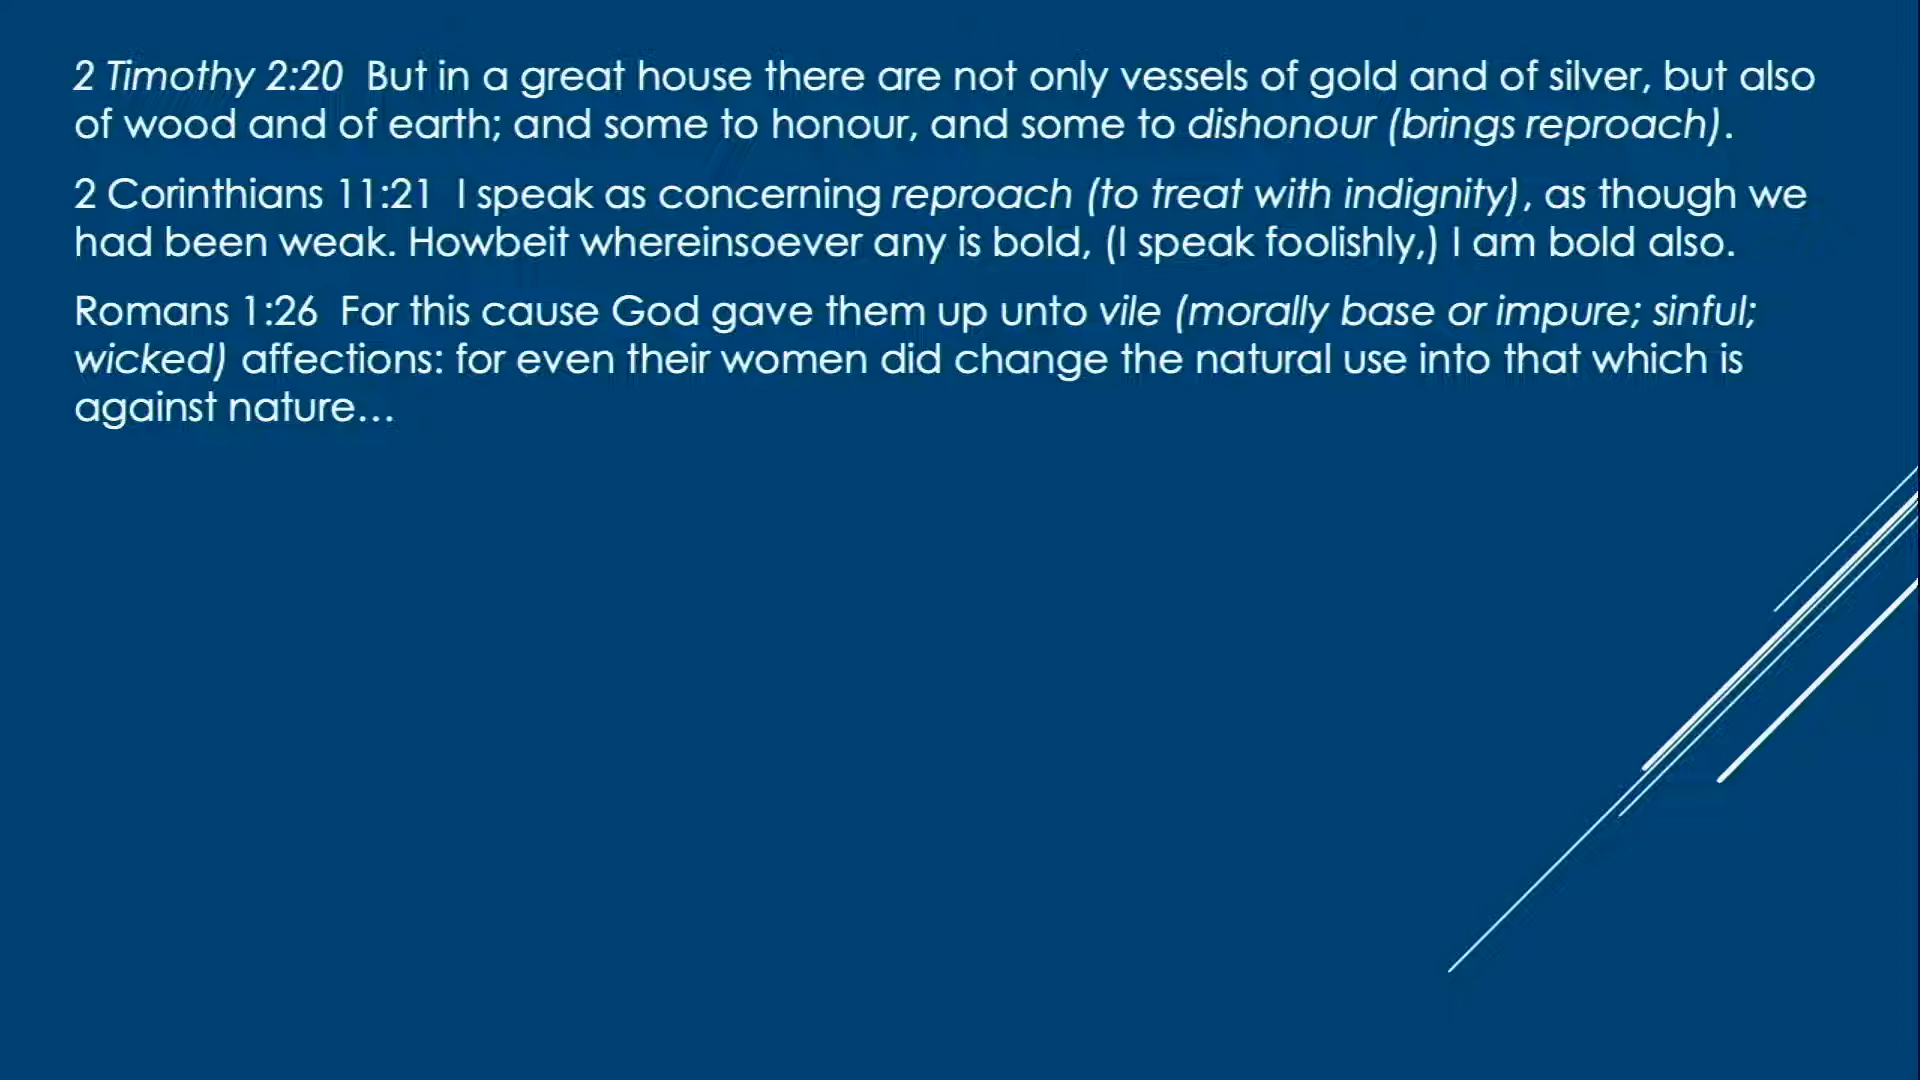 2 Timothy 2:20  But in a great house there are not only vessels of gold and of silver, but also
of wood and of earth; and some to honour, and some to dishonour (brings reproach).
2 Corinthians 11:21  I speak as concerning reproach (to treat with indignity), as though we
had been weak. Howbeit whereinsoever any is bold, (I speak foolishly,) I am bold also.
Romans 1:26  For this cause God gave them up unto vile (morally base or impure; sinful;
wicked) affections: for even their women did change the natural use into that which is
against nature…